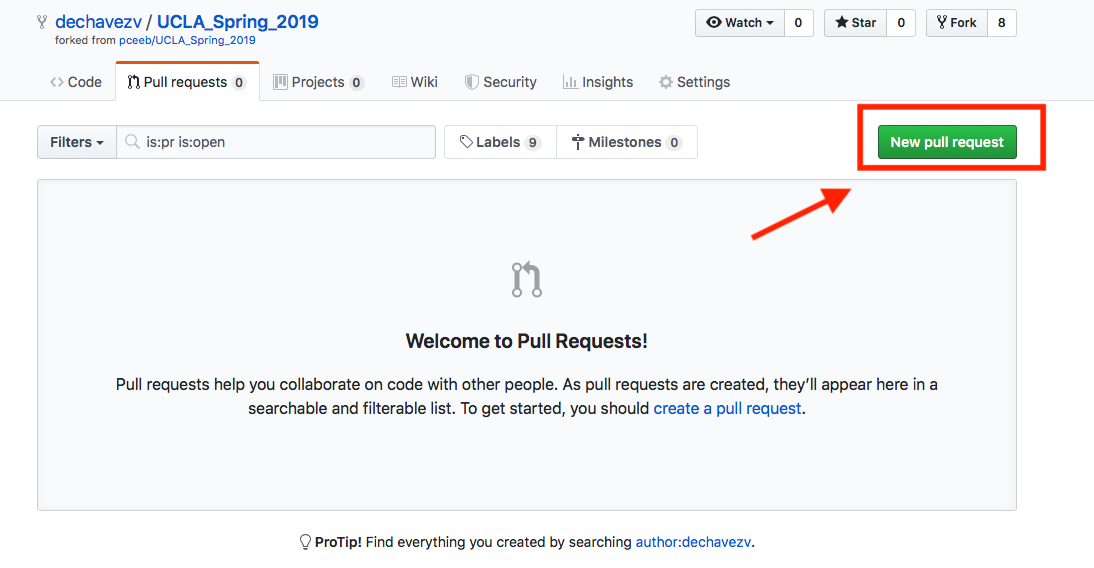 dechavezv / UCLA_Spring_2019
Watch 0 Star 0 Fork 8
forked from pceeb/UCLA_Spring_2019
Code Pull requests 0 Projects 0 Wiki Security Insights Settings
Filters is:pr is:open Labels 9 Milestones 0 New pull request
Welcome to Pull Requests!
Pull requests help you collaborate on code with other people. As pull requests are created, they’ll appear here in a
searchable and filterable list. To get started, you should create a pull request.
ProTip! Find everything you created by searching author:dechavezv.